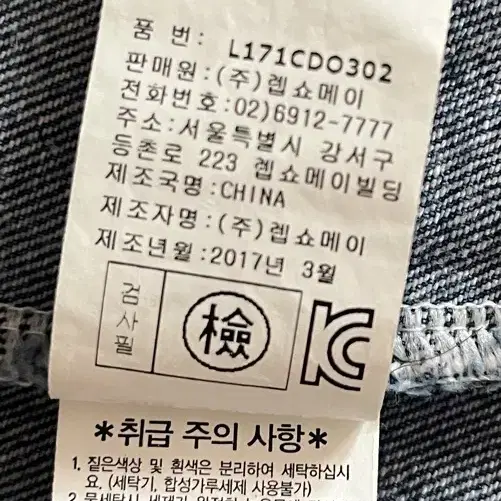 품 번: L171CDO302
판매원:(주)렙쇼메이
전화번호:02)6912-7777
주소:서울특별시 강서구
등촌로 223 렙쇼메이빌딩
제조국명:CHINA
제조자명:(주)렙쇼메이
제조년월:2017년 3월
검사필 檢 KC
*취급 주의 사항*
1. 짙은색상 및 흰색은 분리하여 세탁하십시
요. (세탁기, 합성가루세제 사용불가)